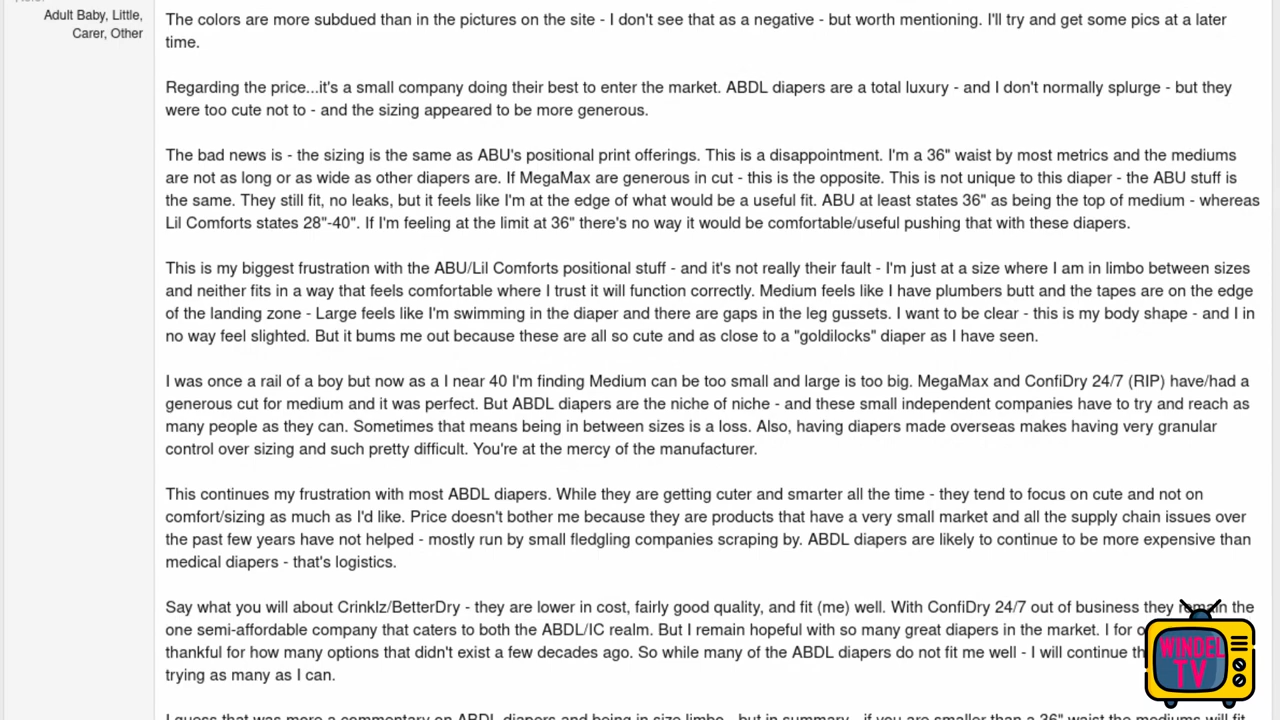 Adult Baby, Little,
Carer, Other
The colors are more subdued than in the pictures on the site - I don't see that as a negative - but worth mentioning. I'll try and get some pics at a later
time.
Regarding the price...it's a small company doing their best to enter the market. ABDL diapers are a total luxury - and I don't normally splurge - but they
were too cute not to - and the sizing appeared to be more generous.
The bad news is - the sizing is the same as ABU's positional print offerings. This is a disappointment. I'm a 36" waist by most metrics and the mediums
are not as long or as wide as other diapers are. If MegaMax are generous in cut - this is the opposite. This is not unique to this diaper - the ABU stuff is
the same. They still fit, no leaks, but it feels like I'm at the edge of what would be a useful fit. ABU at least states 36" as being the top of medium - whereas
Lil Comforts states 28"-40". If I'm feeling at the limit at 36" there's no way it would be comfortable/useful pushing that with these diapers.
This is my biggest frustration with the ABU/Lil Comforts positional stuff - and it's not really their fault - I'm just at a size where I am in limbo between sizes
and neither fits in a way that feels comfortable where I trust it will function correctly. Medium feels like I have plumbers butt and the tapes are on the edge
of the landing zone - Large feels like I'm swimming in the diaper and there are gaps in the leg gussets. I want to be clear - this is my body shape - and I in
no way feel slighted. But it bums me out because these are all so cute and as close to a "goldilocks" diaper as I have seen.
I was once a rail of a boy but now as a I near 40 I'm finding Medium can be too small and large is too big. MegaMax and ConfiDry 24/7 (RIP) have/had a
generous cut for medium and it was perfect. But ABDL diapers are the niche of niche - and these small independent companies have to try and reach as
many people as they can. Sometimes that means being in between sizes is a loss. Also, having diapers made overseas makes having very granular
control over sizing and such pretty difficult. You're at the mercy of the manufacturer.
This continues my frustration with most ABDL diapers. While they are getting cuter and smarter all the time - they tend to focus on cute and not on
comfort/sizing as much as I'd like. Price doesn't bother me because they are products that have a very small market and all the supply chain issues over
the past few years have not helped - mostly run by small fledgling companies scraping by. ABDL diapers are likely to continue to be more expensive than
medical diapers - that's logistics.
Say what you will about Crinklz/BetterDry - they are lower in cost, fairly good quality, and fit (me) well. With ConfiDry 24/7 out of business they remain the
one semi-affordable company that caters to both the ABDL/IC realm. But I remain hopeful with so many great diapers in the market. I for
thankful for how many options that didn't exist a few decades ago. So while many of the ABDL diapers do not fit me well - I will continue
trying as many as I can.
I guess that was more a commentary on ABDL diapers and being in size limbo - but in summary - if you are smaller than a 36" waist the mediums will fit
WINDEL
TV